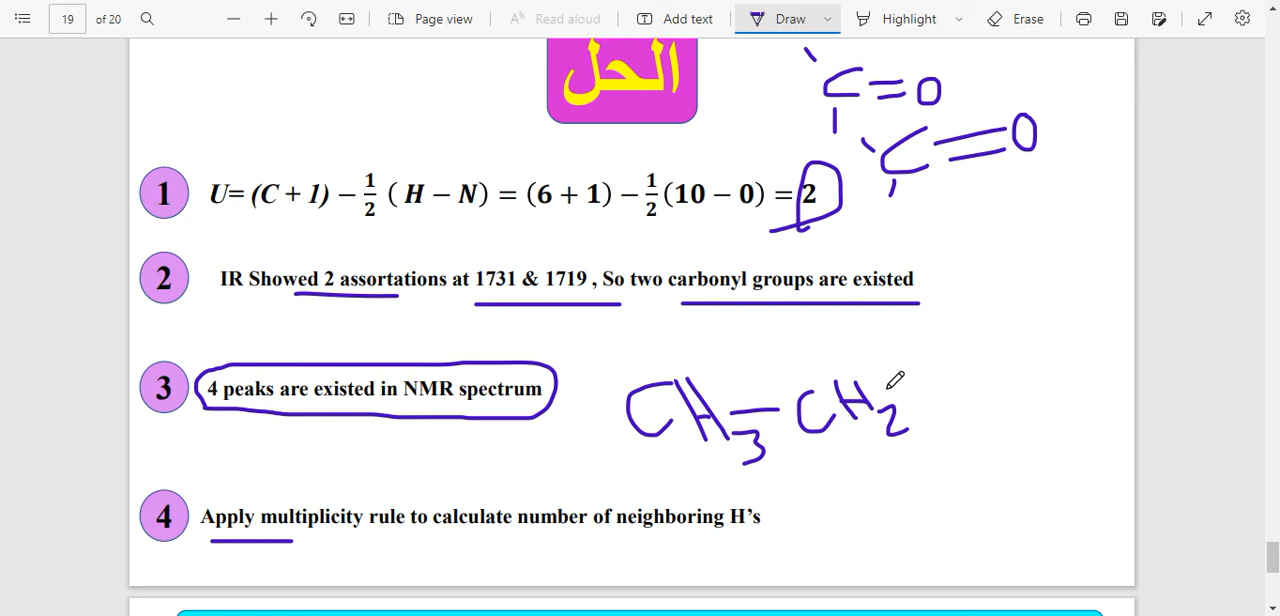 19 of 20 Page view Read aloud Add text Draw Highlight Erase
الحل
C=O
C=O
1 U= (C + 1) − 1/2 ( H − N) = (6 + 1) − 1/2 (10 − 0) = 2
2 IR Showed 2 assortations at 1731 & 1719 , So two carbonyl groups are existed
3 4 peaks are existed in NMR spectrum
CH3-CH2
4 Apply multiplicity rule to calculate number of neighboring H's